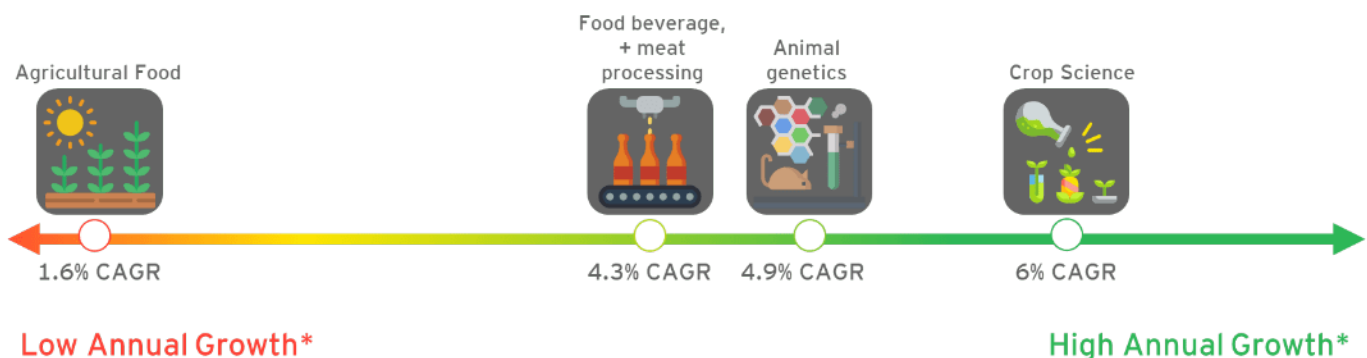 Food beverage,
+ meat
processing
Animal
genetics
Agricultural Food
Crop Science
1.6% CAGR
4.3% CAGR
4.9% CAGR
6% CAGR
Low Annual Growth*
High Annual Growth*